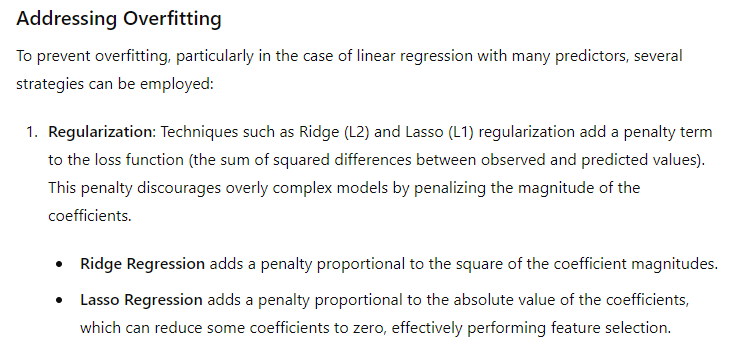 Addressing Overfitting
To prevent overfitting, particularly in the case of linear regression with many predictors, several
strategies can be employed:
1. Regularization: Techniques such as Ridge (L2) and Lasso (L1) regularization add a penalty term
to the loss function (the sum of squared differences between observed and predicted values).
This penalty discourages overly complex models by penalizing the magnitude of the
coefficients.
• Ridge Regression adds a penalty proportional to the square of the coefficient magnitudes.
• Lasso Regression adds a penalty proportional to the absolute value of the coefficients,
which can reduce some coefficients to zero, effectively performing feature selection.